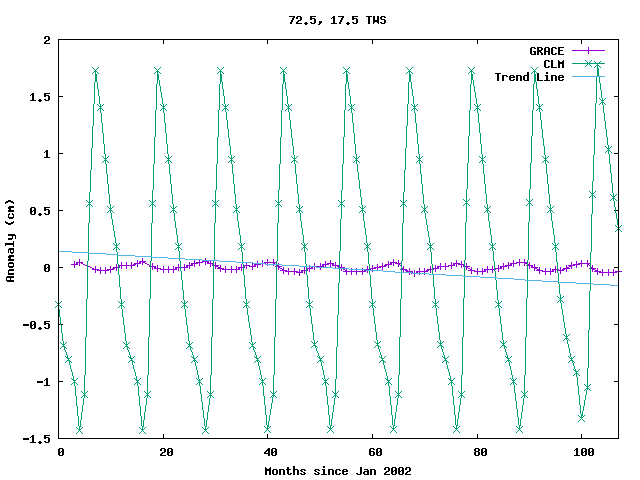 72.5, 17.5 TWS
GRACE
CLM
Trend Line
2
1.5
1
0.5
0
-0.5
-1
-1.5
Anomaly (cm)
0 20 40 60 80 100
Months since Jan 2002